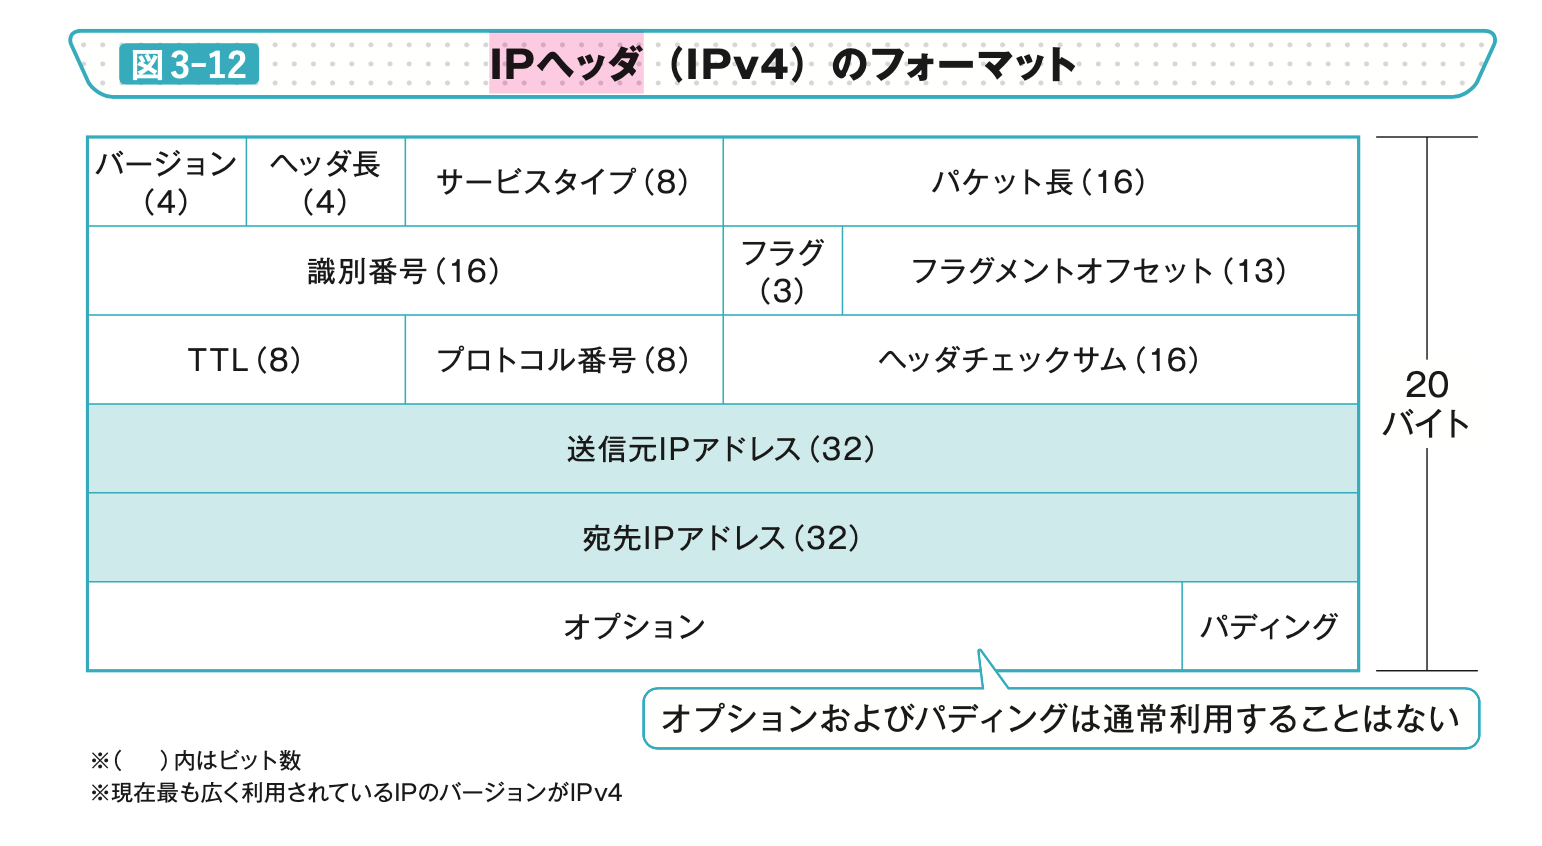 図3-12 IPヘッダ（IPv4）のフォーマット
バージョン
（4）
ヘッダ長
（4）
サービスタイプ（8）
パケット長（16）
識別番号（16）
フラグ
（3）
フラグメントオフセット（13）
TTL（8）
プロトコル番号（8）
ヘッダチェックサム（16）
送信元IPアドレス（32）
宛先IPアドレス（32）
オプション
パディング
20
バイト
オプションおよびパディングは通常利用することはない
※（　）内はビット数
※現在最も広く利用されているIPのバージョンがIPv4